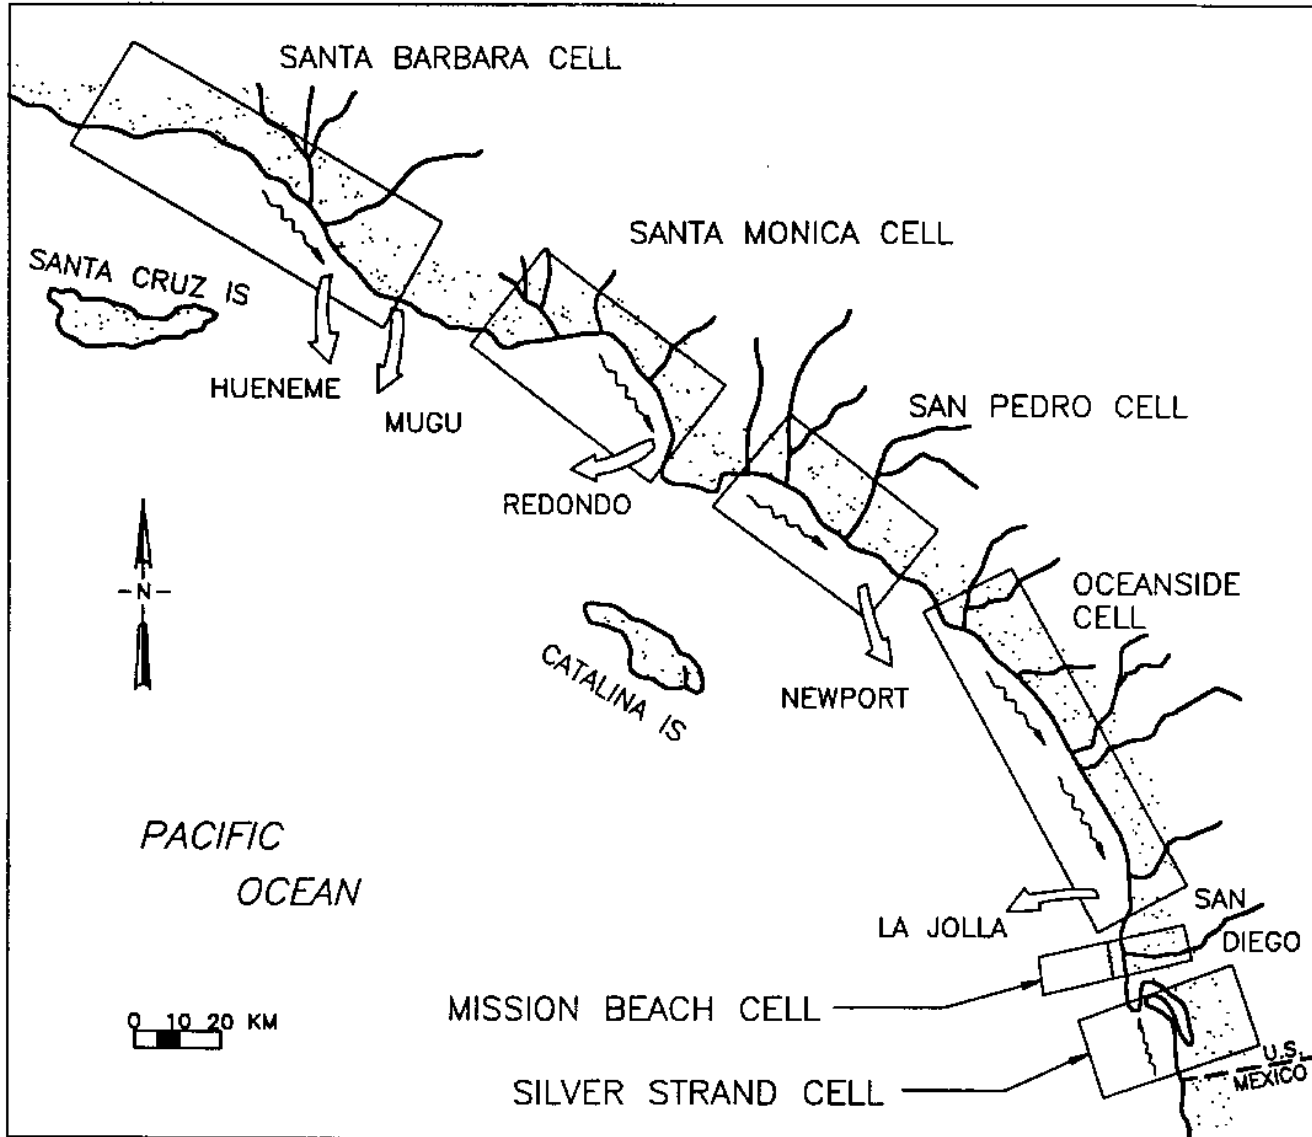 SANTA BARBARA CELL
SANTA MONICA CELL
SANTA CRUZ IS
HUENEME
MUGU
SAN PEDRO CELL
REDONDO
-N-
OCEANSIDE
CELL
CATALINA IS
NEWPORT
PACIFIC
OCEAN
LA JOLLA
SAN
DIEGO
MISSION BEACH CELL
0 10 20 KM
SILVER STRAND CELL
U.S.
MEXICO